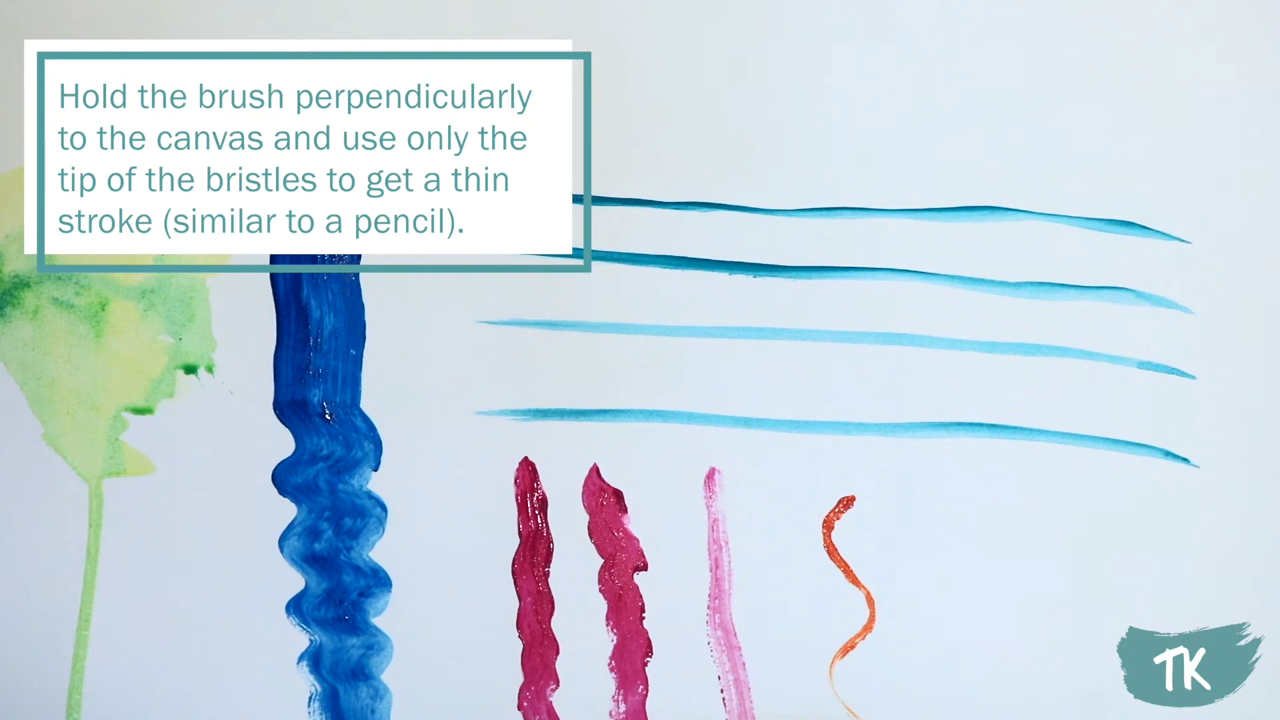 Hold the brush perpendicularly
to the canvas and use only the
tip of the bristles to get a thin
stroke (similar to a pencil).
TK